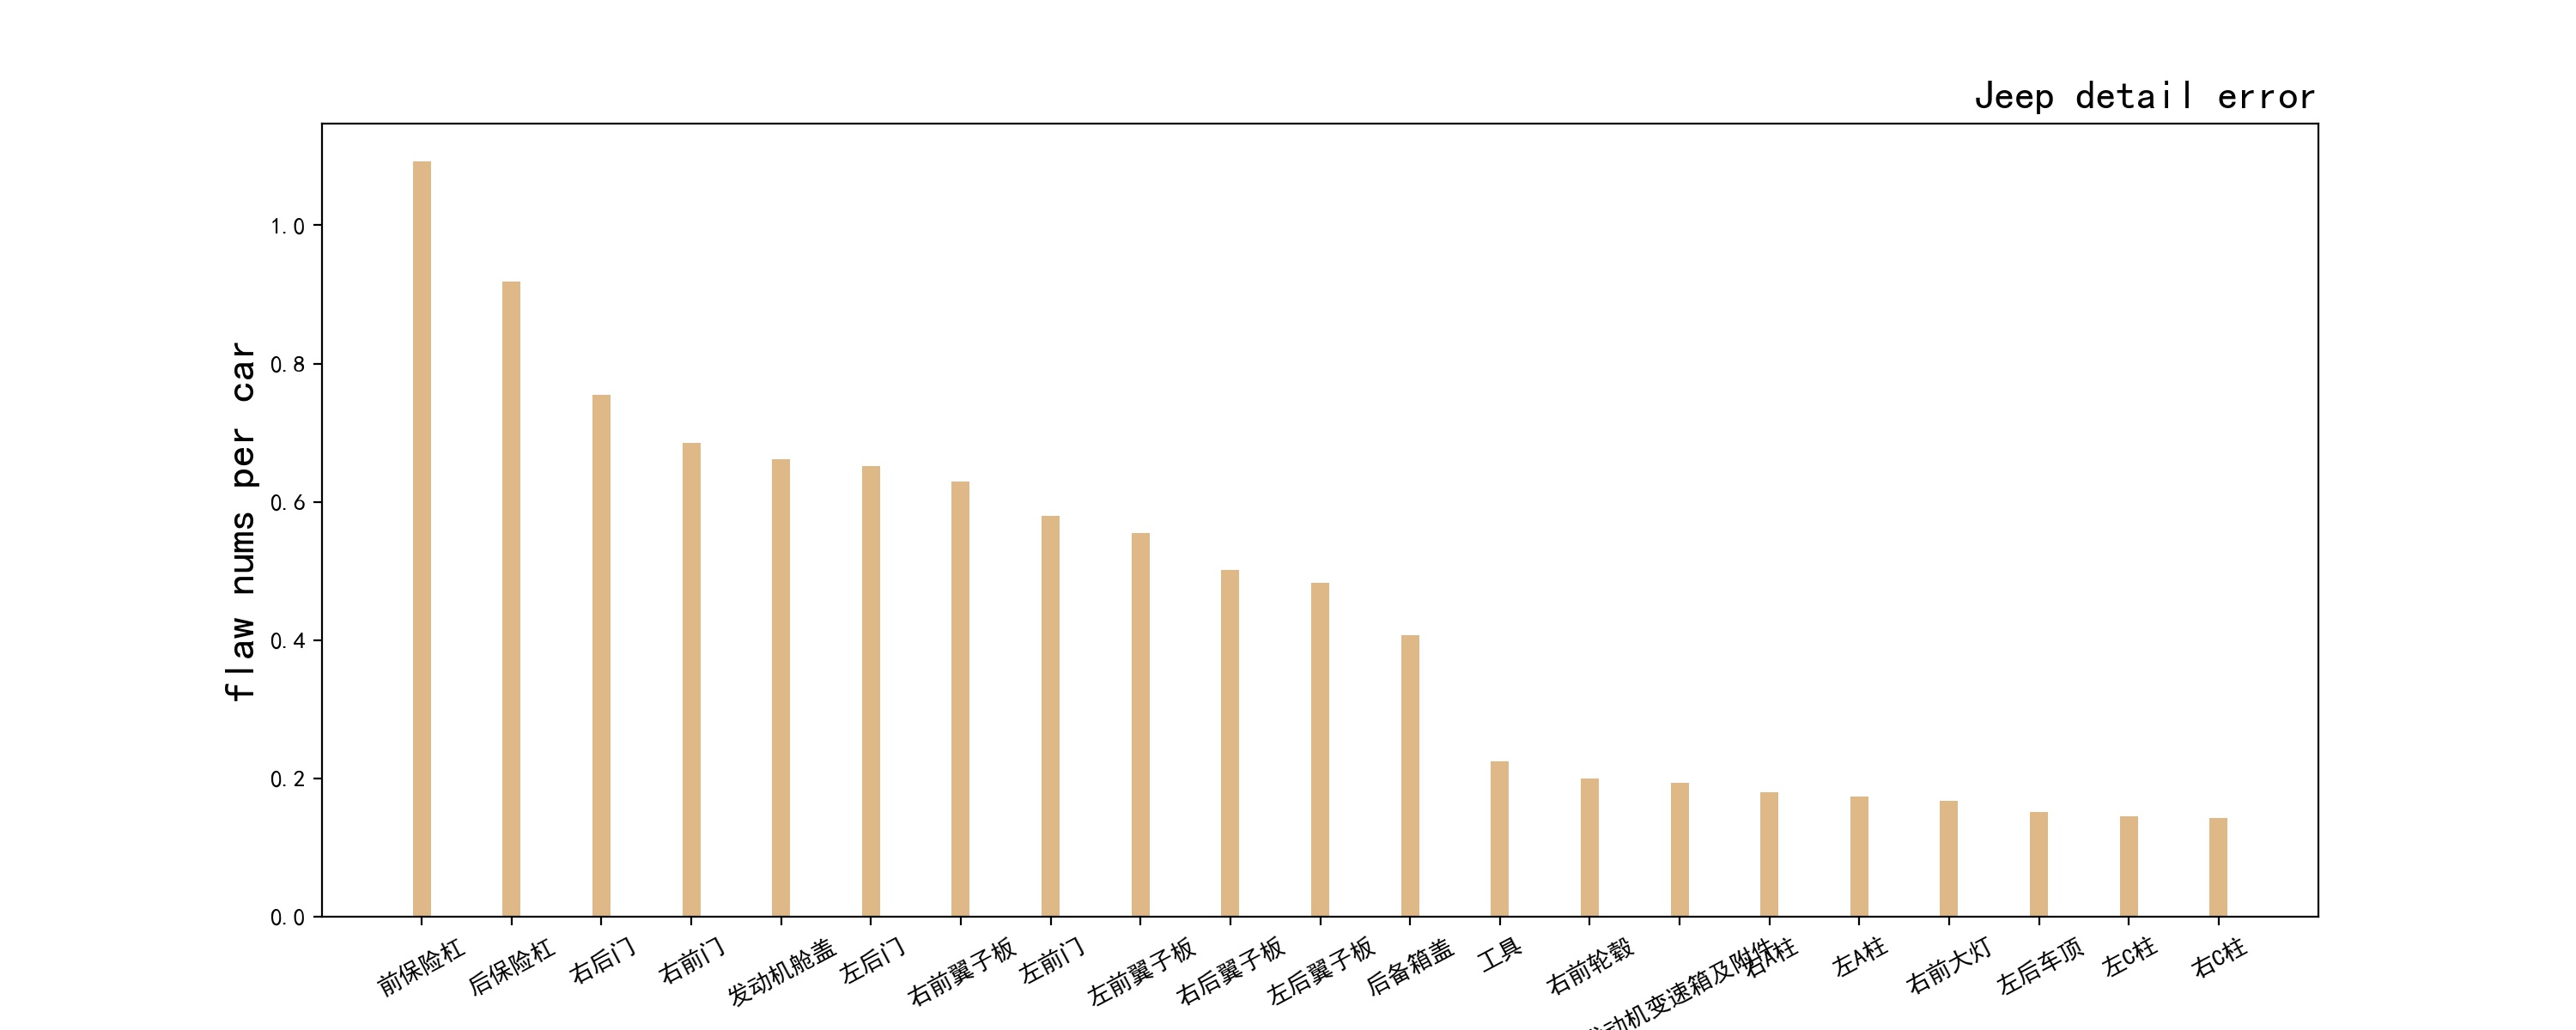 Jeep detail error
flaw nums per car
1.0
0.8
0.6
0.4
0.2
0.0
前保险杠
后保险杠
右后门
右前门
发动机舱盖
左后门
右前翼子板
左前门
左前翼子板
右后翼子板
左后翼子板
后备箱盖
工具
右前轮毂
发动机变速箱及附件
右A柱
左A柱
右前大灯
左后车顶
左C柱
右C柱